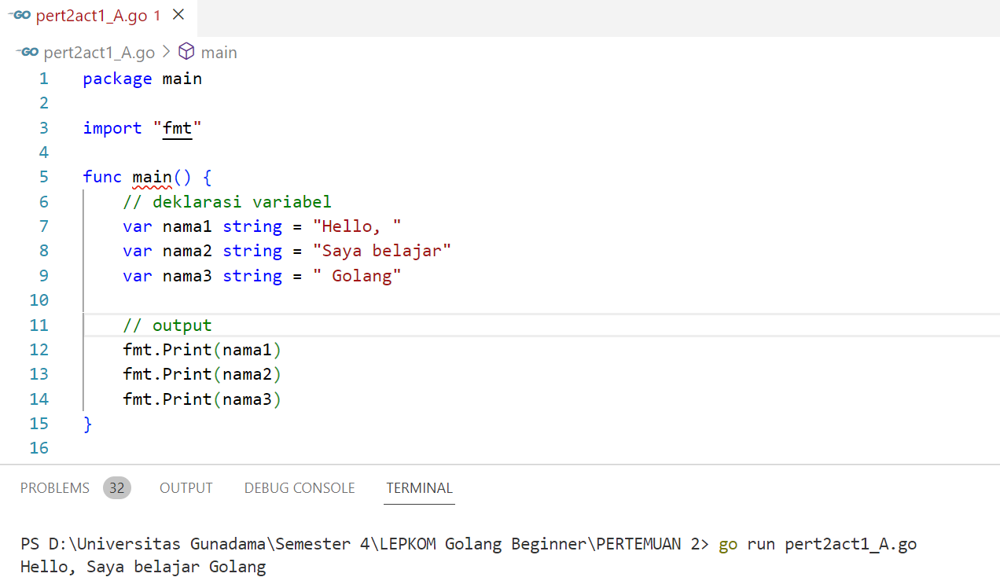 GO pert2act1_A.go 1 ×
GO pert2act1_A.go > main
1 package main
2
3 import "fmt"
4
5 func main() {
6     // deklarasi variabel
7     var nama1 string = "Hello, "
8     var nama2 string = "Saya belajar"
9     var nama3 string = " Golang"
10
11     // output
12     fmt.Print(nama1)
13     fmt.Print(nama2)
14     fmt.Print(nama3)
15 }
16
PROBLEMS 32 OUTPUT DEBUG CONSOLE TERMINAL
PS D:\Universitas Gunadama\Semester 4\LEPKOM Golang Beginner\PERTEMUAN 2> go run pert2act1_A.go
Hello, Saya belajar Golang